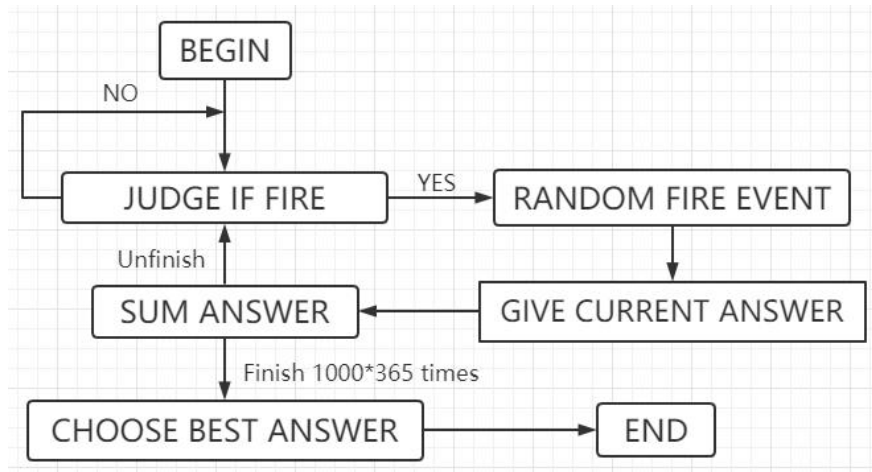 BEGIN
NO
JUDGE IF FIRE
YES
RANDOM FIRE EVENT
Unfinish
SUM ANSWER
GIVE CURRENT ANSWER
Finish 1000*365 times
CHOOSE BEST ANSWER
END